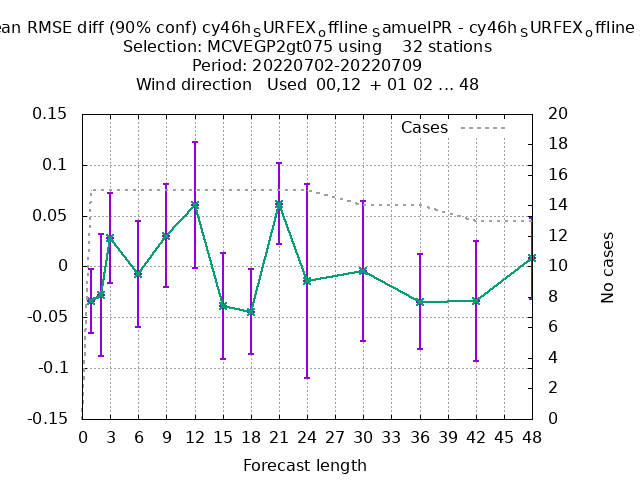 ean RMSE diff (90% conf) cy46hSURFEXoffline SamuelPR - cy46hSURFEXoffline
Selection: MCVEGP2gt075 using 32 stations
Period: 20220702-20220709
Wind direction Used 00,12 + 01 02 ... 48
Cases
0.15
0.1
0.05
0
-0.05
-0.1
-0.15
20
18
16
14
12
10
8
6
4
2
0
No cases
0 3 6 9 12 15 18 21 24 27 30 33 36 39 42 45 48
Forecast length